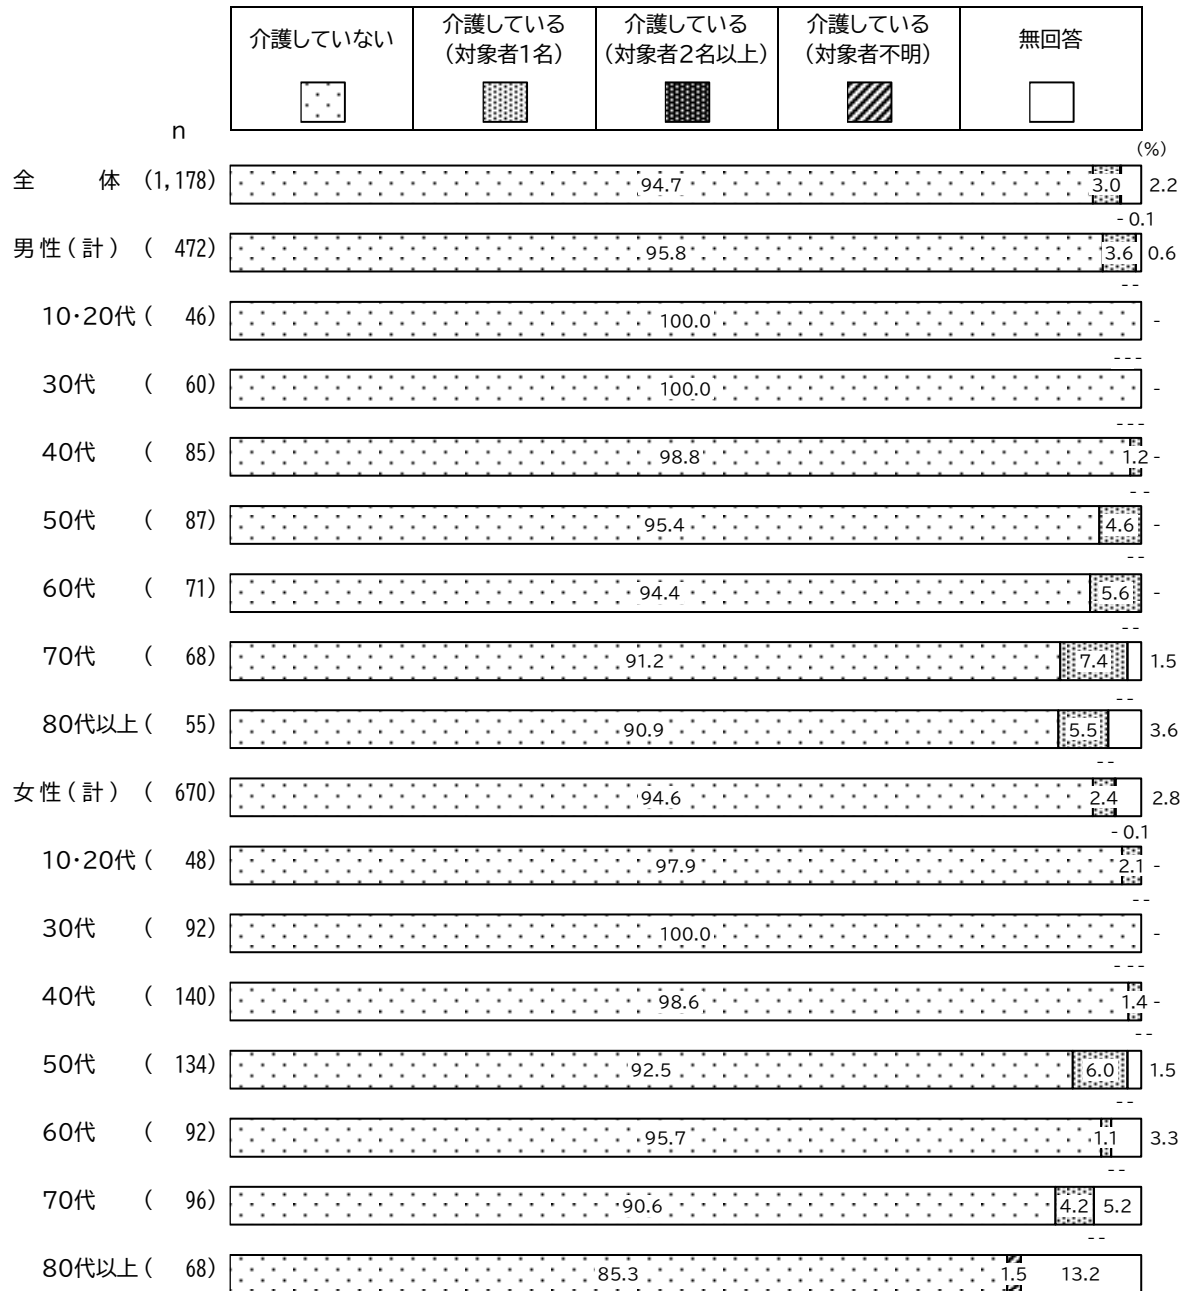 介護していない 介護している 介護している 介護している 無回答
（対象者1名） （対象者2名以上） （対象者不明）
n
(%)
全 体 (1,178) 94.7 3.0 2.2
- 0.1
男性(計) ( 472) 95.8 3.6 0.6
- -
10・20代 ( 46) 100.0 -
- - -
30代 ( 60) 100.0 -
- - -
40代 ( 85) 98.8 1.2 -
- -
50代 ( 87) 95.4 4.6 -
- -
60代 ( 71) 94.4 5.6 -
- -
70代 ( 68) 91.2 7.4 1.5
- -
80代以上 ( 55) 90.9 5.5 3.6
- -
女性(計) ( 670) 94.6 2.4 2.8
- 0.1
10・20代 ( 48) 97.9 2.1 -
- -
30代 ( 92) 100.0 -
- - -
40代 ( 140) 98.6 1.4 -
- -
50代 ( 134) 92.5 6.0 1.5
- -
60代 ( 92) 95.7 1.1 3.3
- -
70代 ( 96) 90.6 4.2 5.2
- -
80代以上 ( 68) 85.3 1.5 13.2